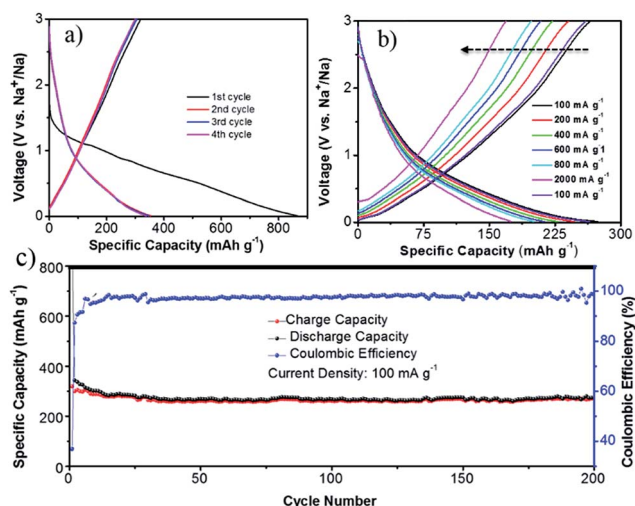 a)
3
2
1
0
Voltage (V vs. Na⁺/Na)
1st cycle
2nd cycle
3rd cycle
4th cycle
0 200 400 600 800
Specific Capacity (mAh g⁻¹)
b)
3
2
1
0
Voltage (V vs. Na⁺/Na)
100 mA g⁻¹
200 mA g⁻¹
400 mA g⁻¹
600 mA g⁻¹
800 mA g⁻¹
2000 mA g⁻¹
100 mA g⁻¹
0 75 150 225 300
Specific Capacity (mAh g⁻¹)
c)
800
600
400
200
0
Specific Capacity (mAh g⁻¹)
Charge Capacity
Discharge Capacity
Coulombic Efficiency
Current Density: 100 mA g⁻¹
100
80
60
40
30
Coulombic Efficiency (%)
0 50 100 150 200
Cycle Number